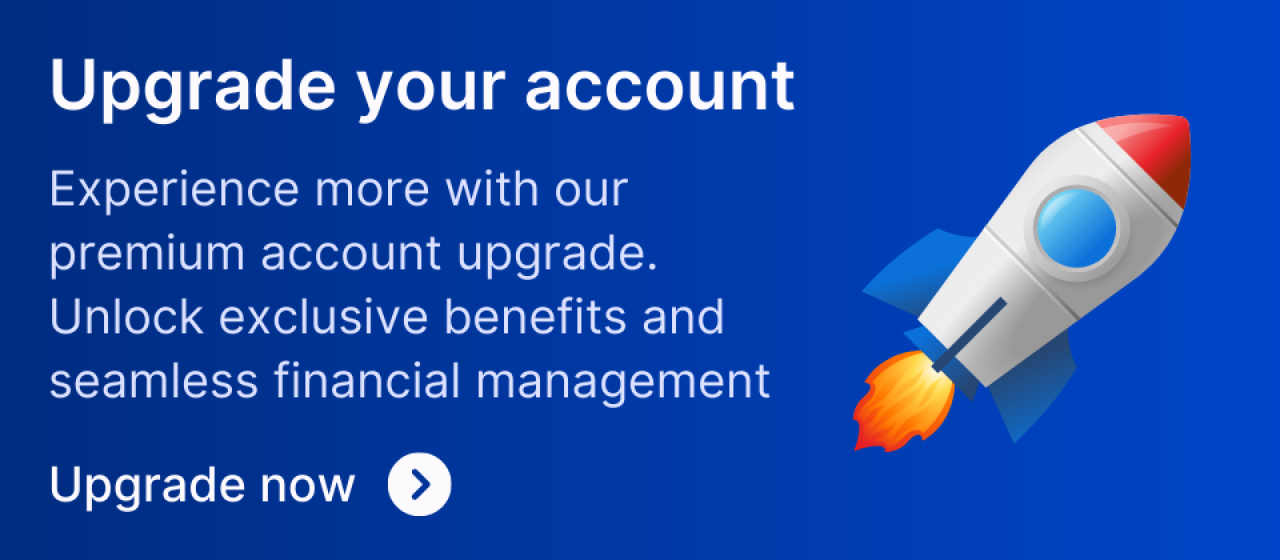 Upgrade your account
Experience more with our
premium account upgrade.
Unlock exclusive benefits and
seamless financial management
Upgrade now